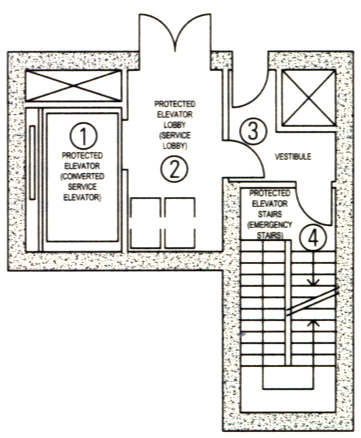 1
PROTECTED
ELEVATOR
(CONVERTED
SERVICE
ELEVATOR)
PROTECTED
ELEVATOR
LOBBY
(SERVICE
LOBBY)
2
3
VESTIBULE
PROTECTED
ELEVATOR
STAIRS
(EMERGENCY
STAIRS)
4